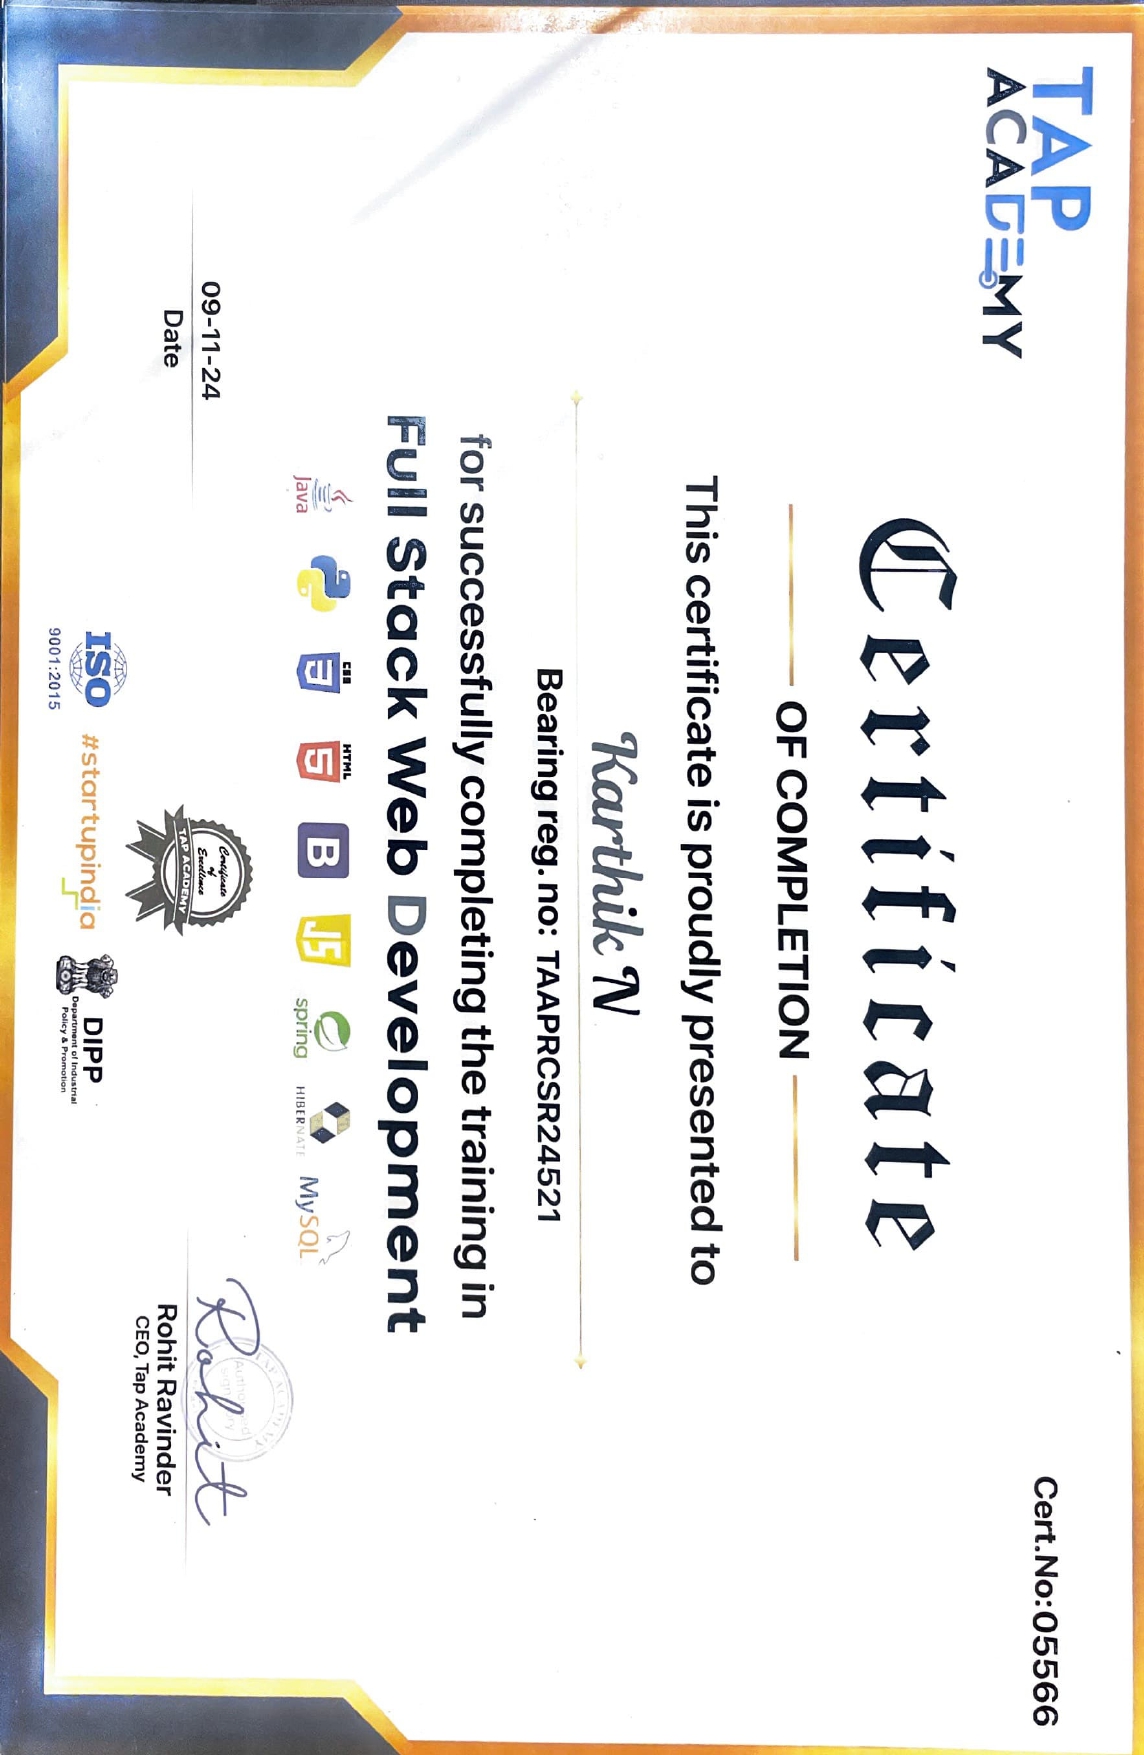 TAP
ACADEMY
Cert.No:05566
Certificate
OF COMPLETION
This certificate is proudly presented to
Karthik N
Bearing reg. no: TAAPRCSR24521
for successfully completing the training in
Full Stack Web Development
Java
CSS
3
HTML
5
B
JS
spring
HIBERNATE
MySQL
09-11-24
Date
Certificate
of
Excellence
TAP ACADEMY
TAP ACADEMY
Authorised
Signatory
Rohit
Rohit Ravinder
CEO, Tap Academy
ISO
9001:2015
#startupindia
DIPP
Department of Industrial
Policy & Promotion